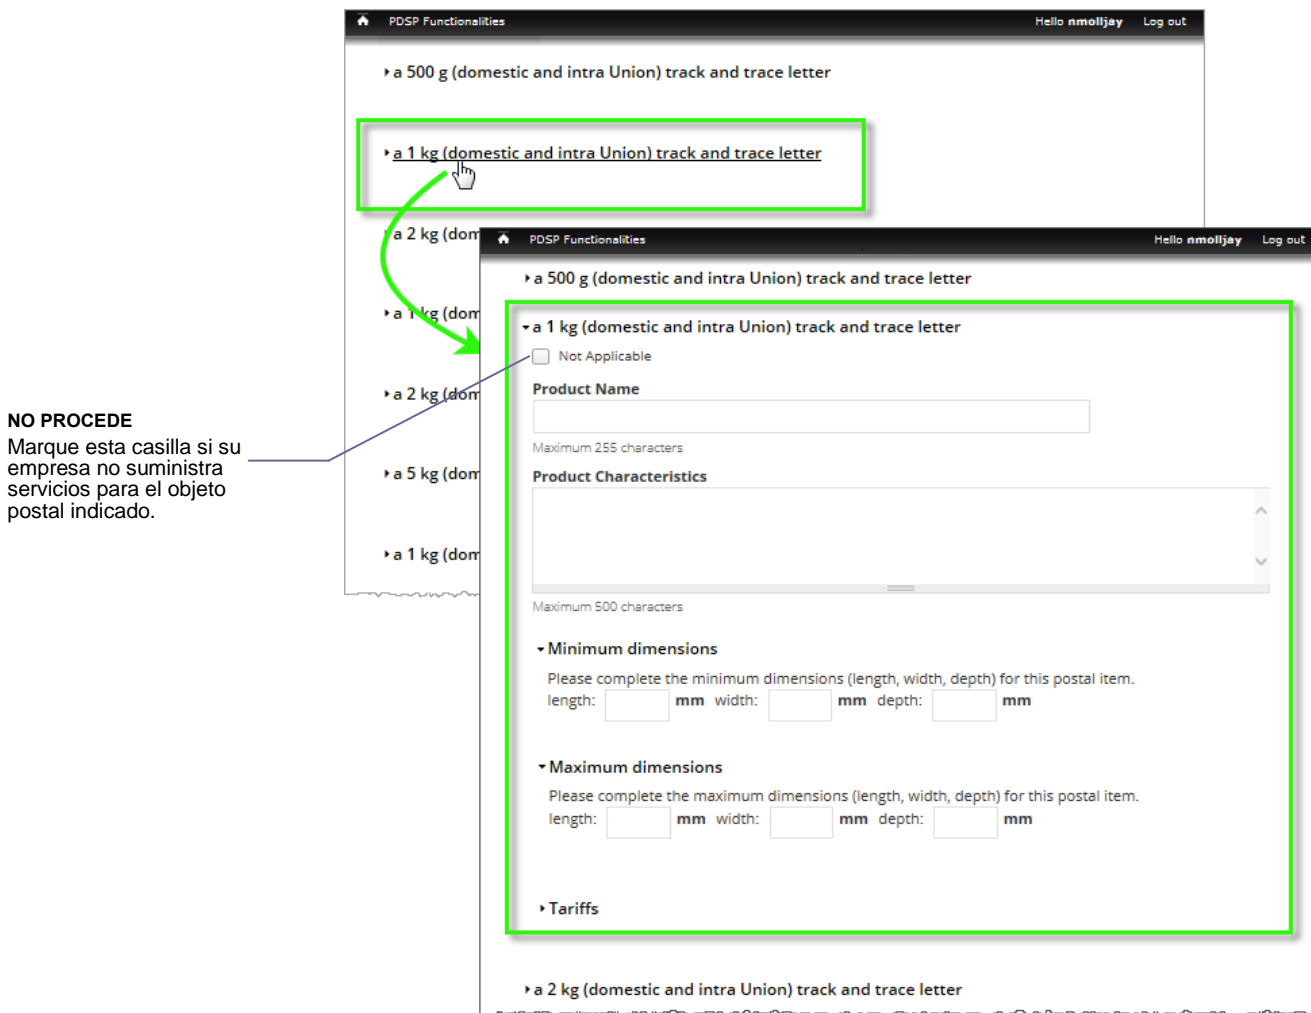 PDSP Functionalities Hello nmolljay Log out
a 500 g (domestic and intra Union) track and trace letter
a 1 kg (domestic and intra Union) track and trace letter
a 2 kg (dom
a 1 kg (dom
a 2 kg (dom
a 5 kg (dom
a 1 kg (dom
NO PROCEDE
Marque esta casilla si su
empresa no suministra
servicios para el objeto
postal indicado.
PDSP Functionalities Hello nmolljay Log out
a 500 g (domestic and intra Union) track and trace letter
a 1 kg (domestic and intra Union) track and trace letter
Not Applicable
Product Name
Maximum 255 characters
Product Characteristics
Maximum 500 characters
Minimum dimensions
Please complete the minimum dimensions (length, width, depth) for this postal item.
length: mm width: mm depth: mm
Maximum dimensions
Please complete the maximum dimensions (length, width, depth) for this postal item.
length: mm width: mm depth: mm
Tariffs
a 2 kg (domestic and intra Union) track and trace letter